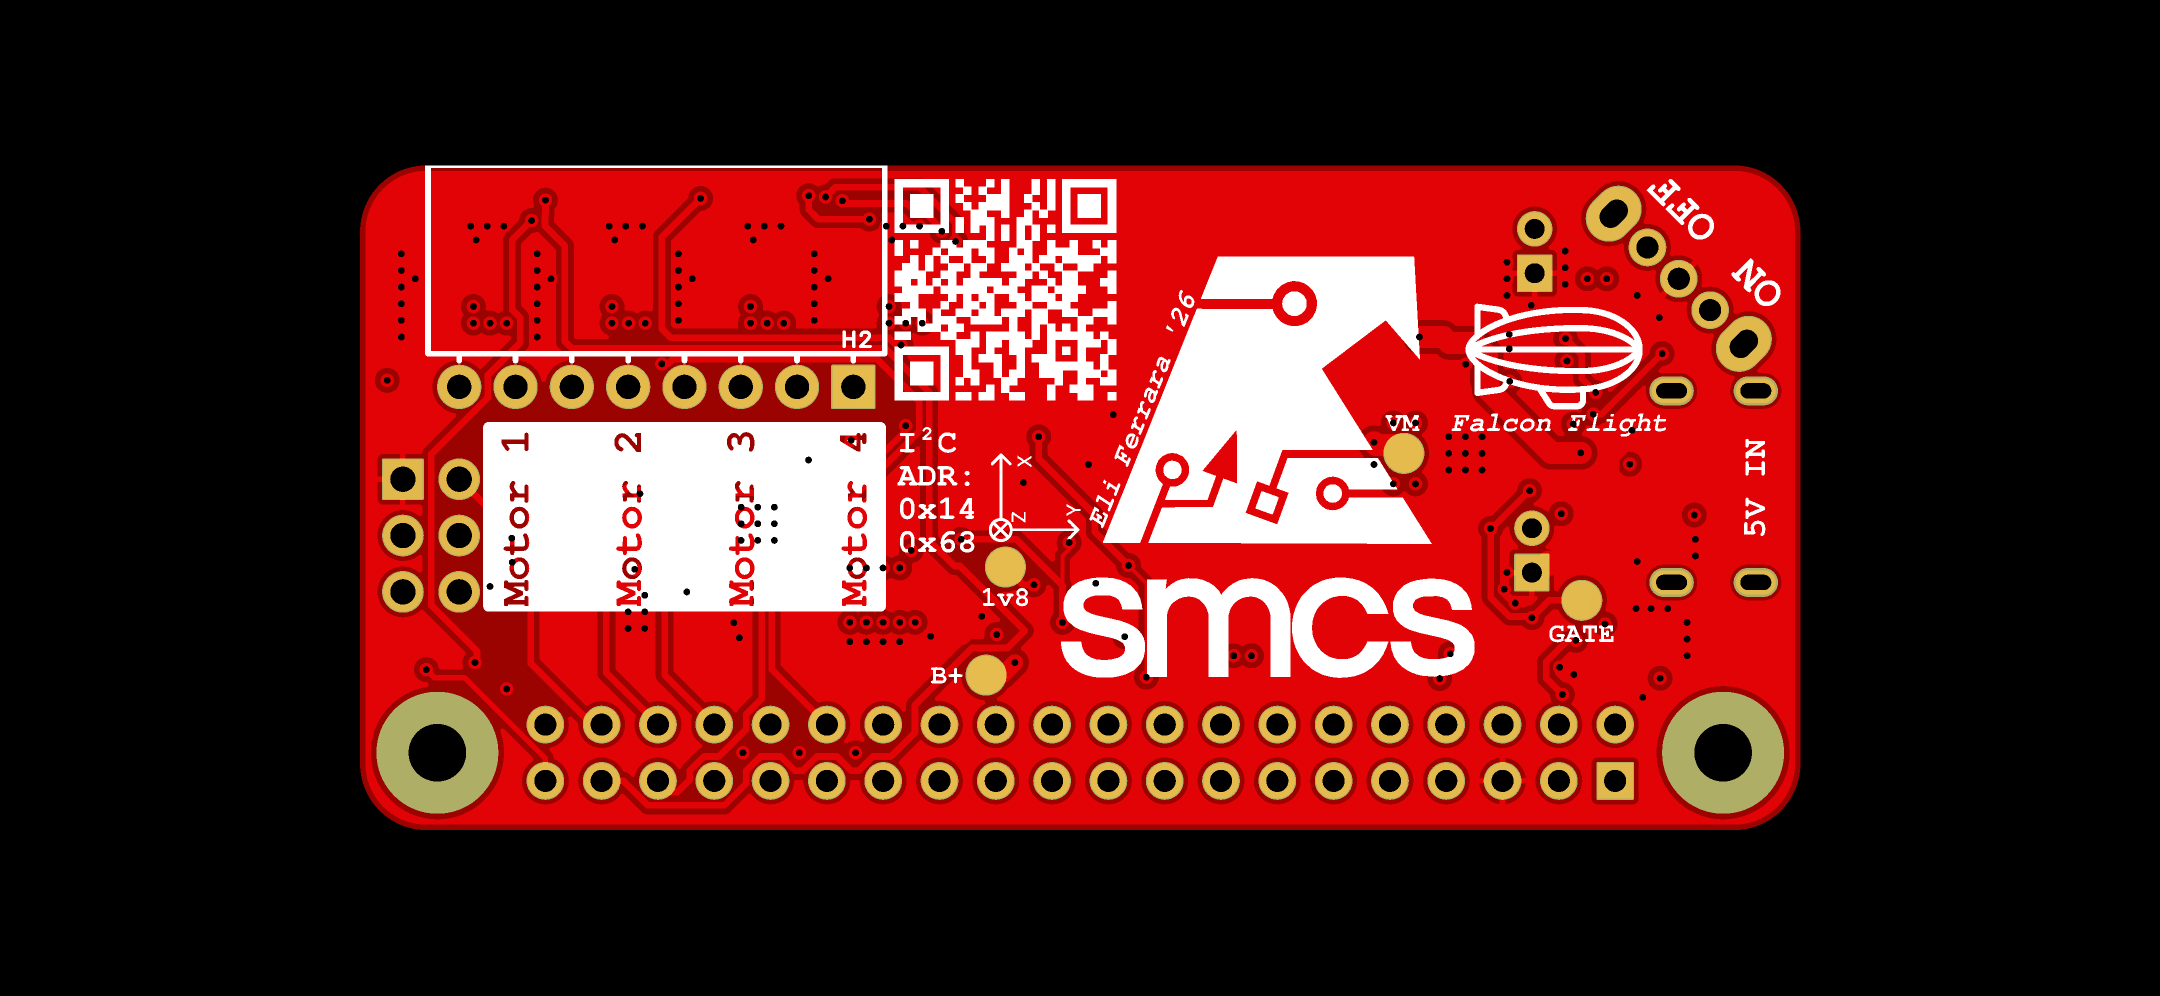 OFF
ON
H2
Eli Ferrara '26
VM
Falcon Flight
Motor 1
Motor 2
Motor 3
Motor 4
I²C
ADR:
0x14
0x68
X
Z
Y
5V IN
1v8
smcs
GATE
B+